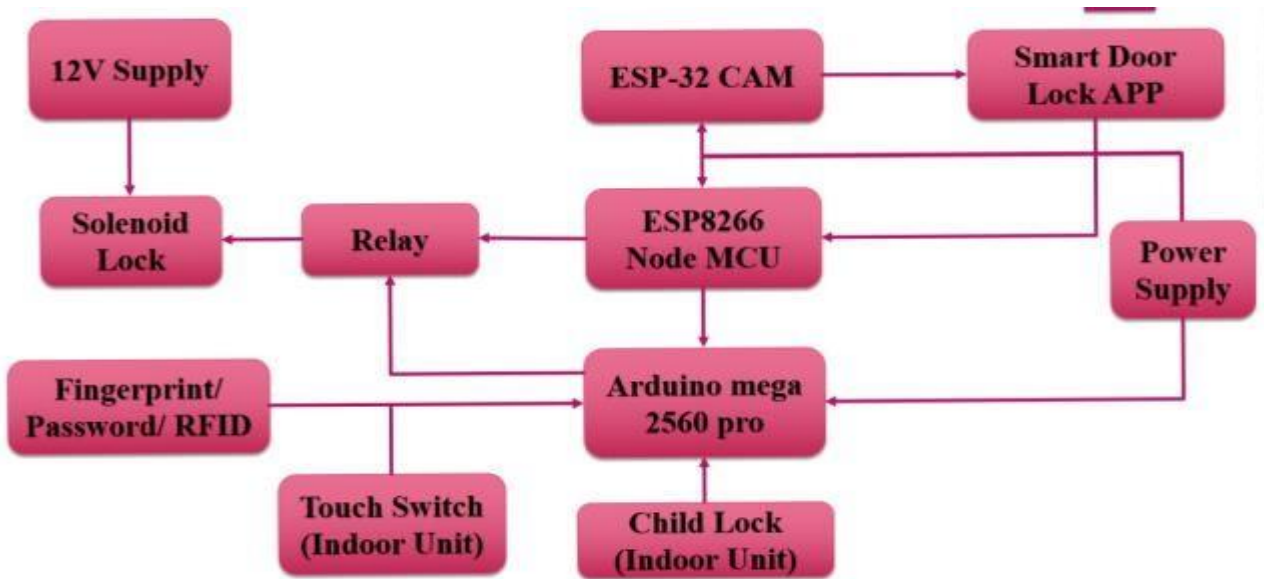 12V Supply
ESP-32 CAM
Smart Door
Lock APP
Solenoid
Lock
Relay
ESP8266
Node MCU
Power
Supply
Fingerprint/
Password/ RFID
Arduino mega
2560 pro
Touch Switch
(Indoor Unit)
Child Lock
(Indoor Unit)